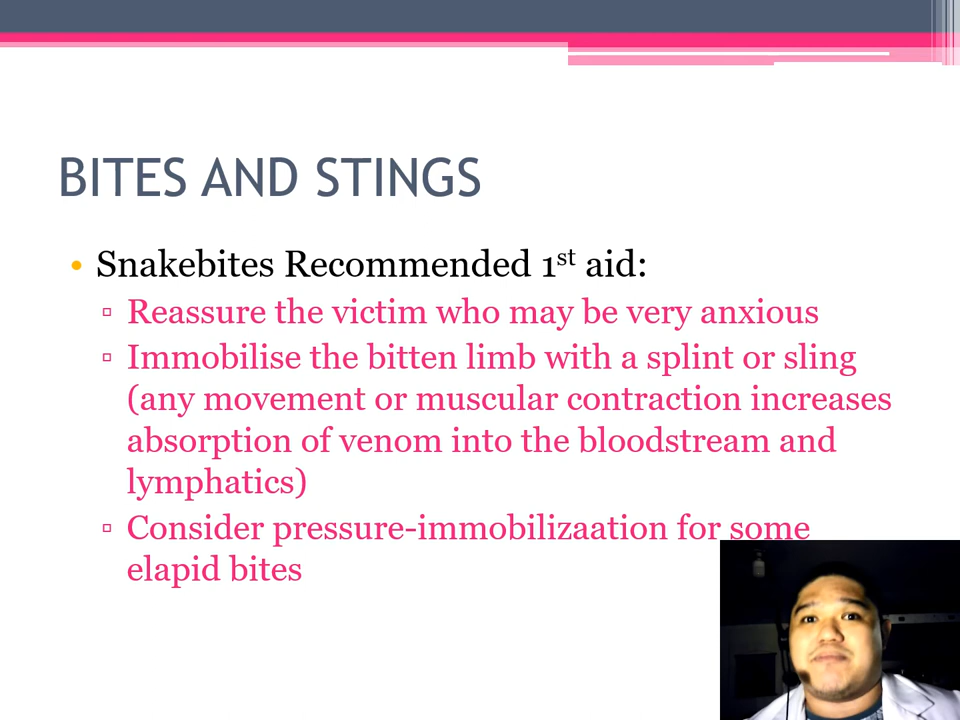 BITES AND STINGS
• Snakebites Recommended 1st aid:
▫ Reassure the victim who may be very anxious
▫ Immobilise the bitten limb with a splint or sling
(any movement or muscular contraction increases
absorption of venom into the bloodstream and
lymphatics)
▫ Consider pressure-immobilizaation for some
elapid bites